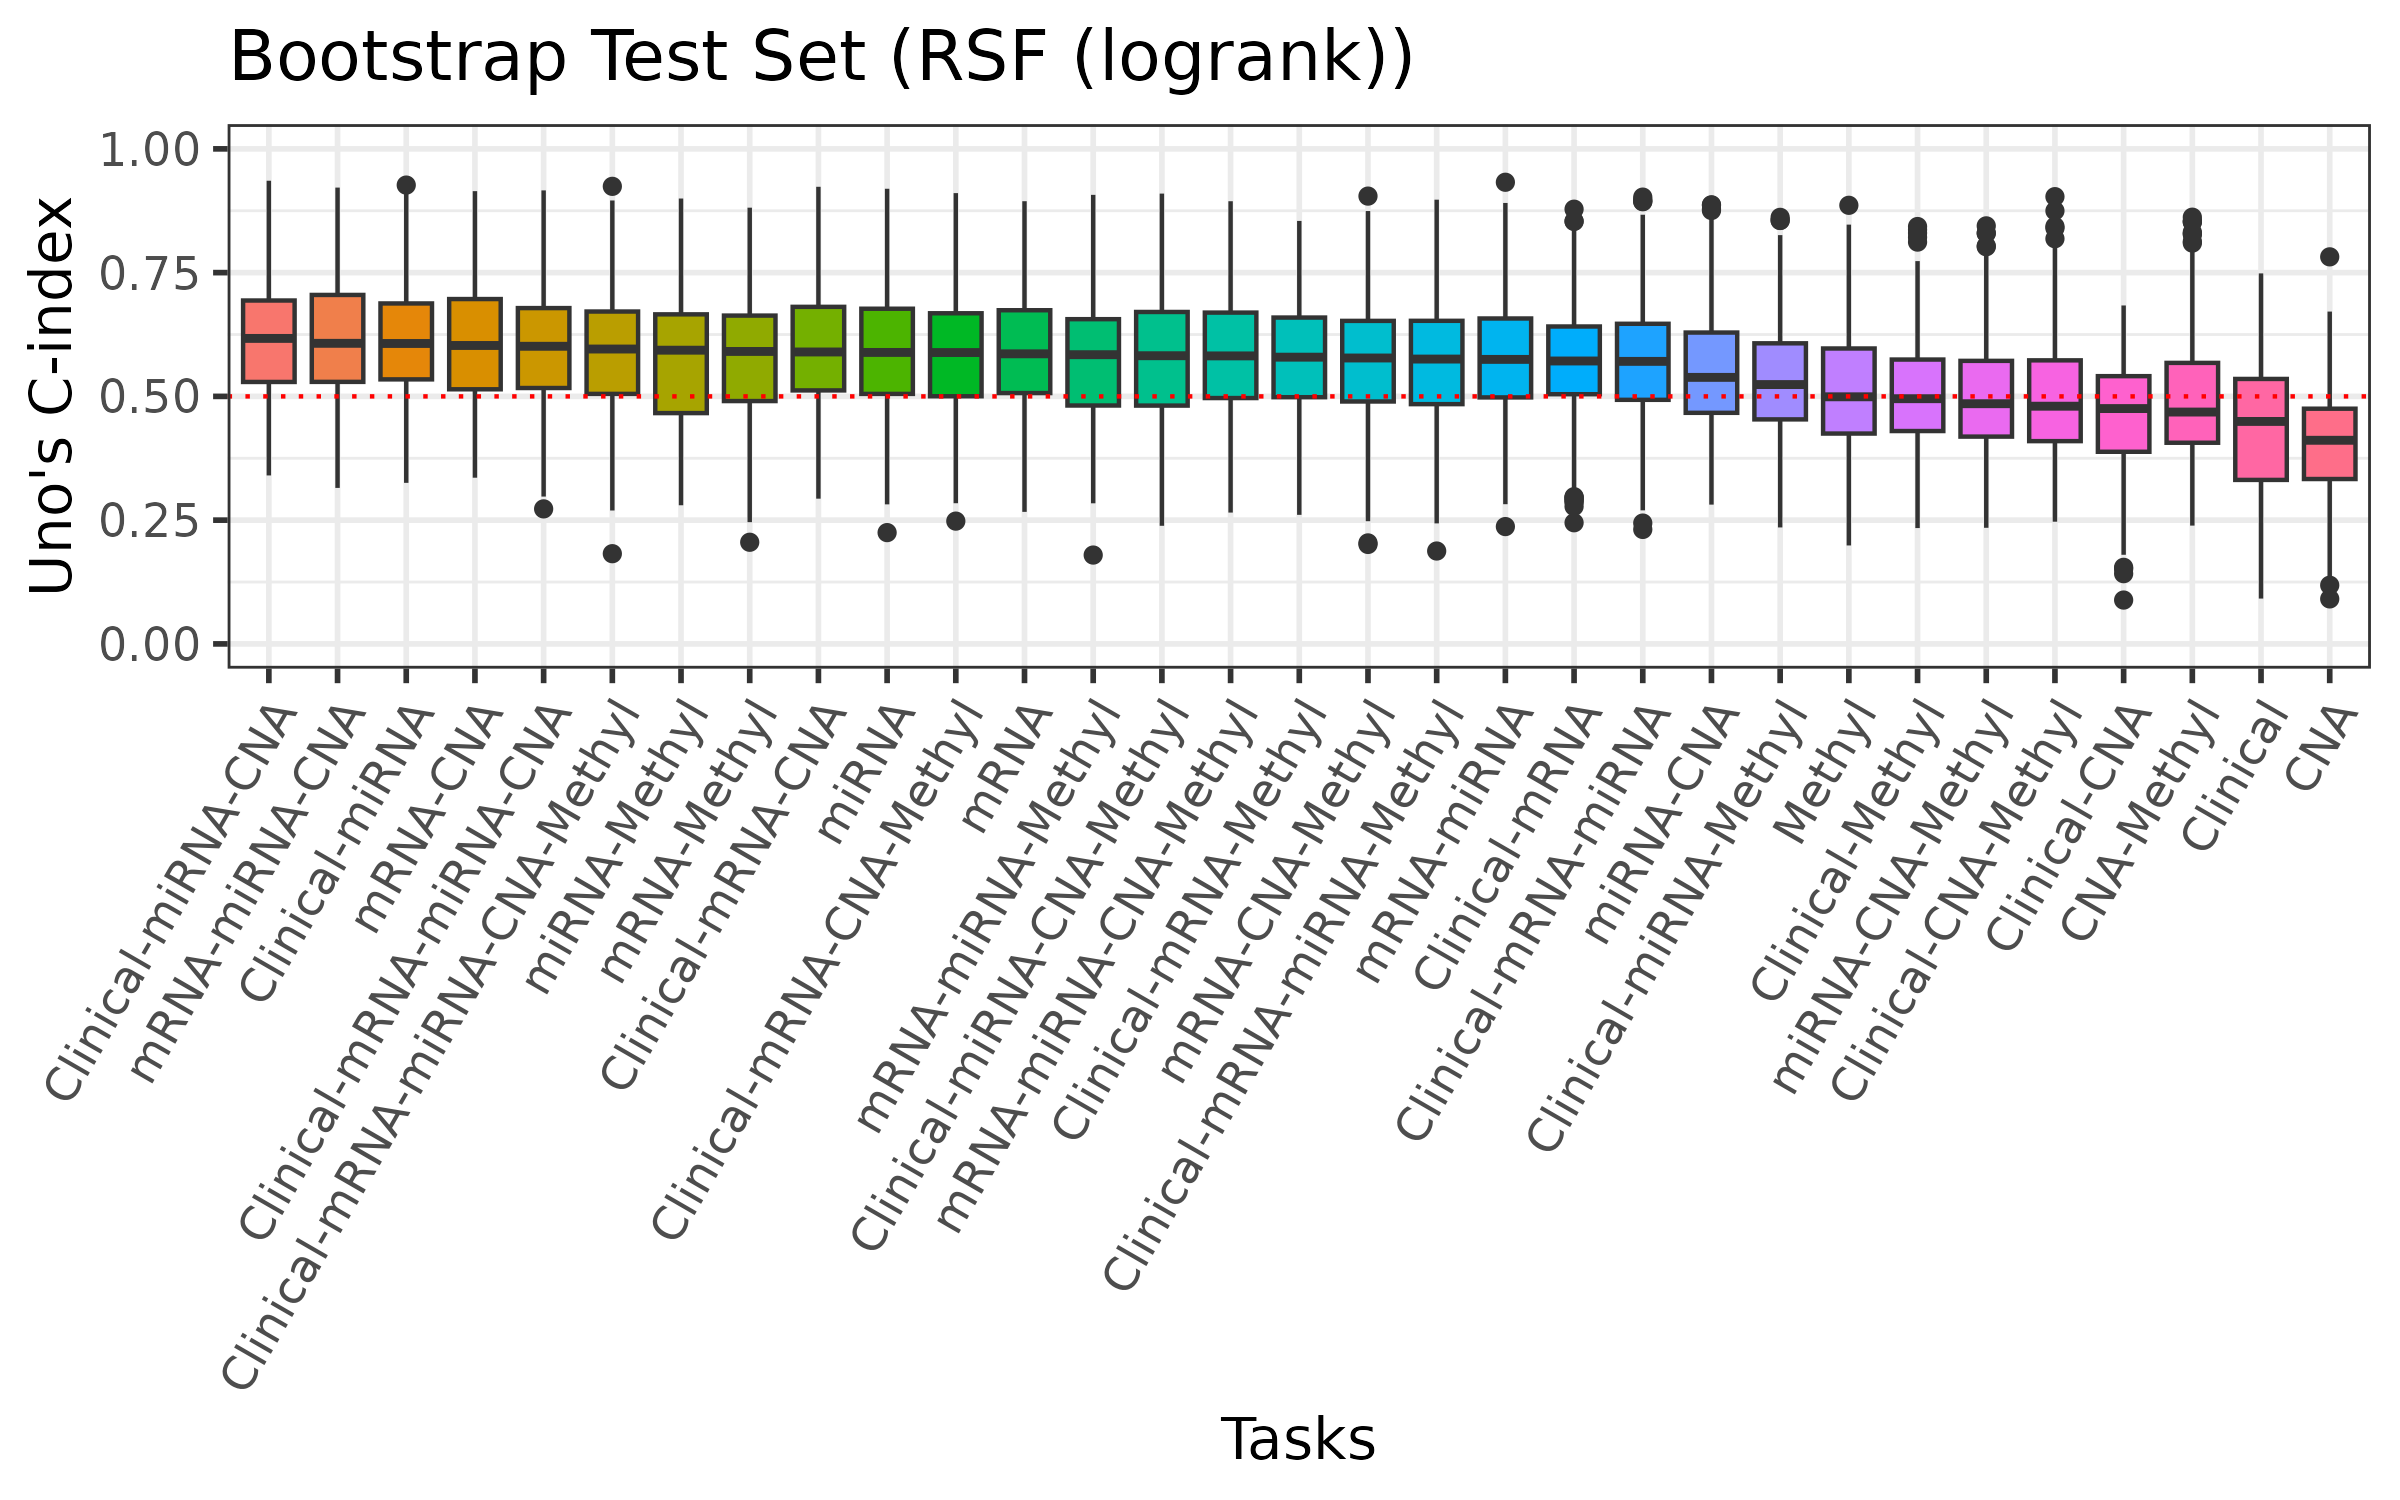 Bootstrap Test Set (RSF (logrank))
Uno's C-index
1.00
0.75
0.50
0.25
0.00
Clinical-miRNA-CNA
mRNA-miRNA-CNA
Clinical-miRNA
mRNA-CNA
Clinical-mRNA-miRNA-CNA
Clinical-mRNA-miRNA-CNA-Methyl
miRNA-Methyl
mRNA-Methyl
Clinical-mRNA-CNA
miRNA
Clinical-mRNA-CNA-Methyl
mRNA
mRNA-miRNA-Methyl
Clinical-miRNA-CNA-Methyl
mRNA-miRNA-CNA-Methyl
Clinical-mRNA-Methyl
mRNA-CNA-Methyl
Clinical-mRNA-miRNA-Methyl
mRNA-miRNA
Clinical-mRNA
Clinical-mRNA-miRNA
miRNA-CNA
Clinical-miRNA-Methyl
Methyl
Clinical-Methyl
miRNA-CNA-Methyl
Clinical-CNA-Methyl
Clinical-CNA
CNA-Methyl
Clinical
CNA
Tasks